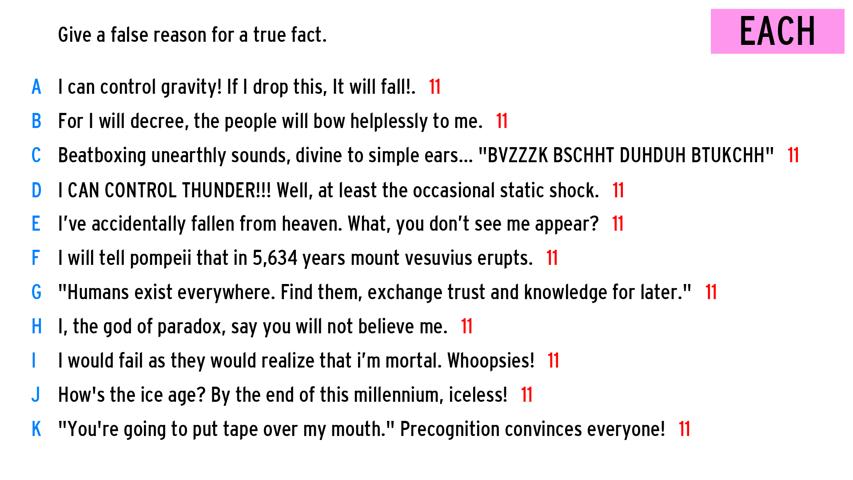 Give a false reason for a true fact.
EACH
A I can control gravity! If I drop this, It will fall!. 11
B For I will decree, the people will bow helplessly to me. 11
C Beatboxing unearthly sounds, divine to simple ears... "BVZZZK BSCHHT DUHDUH BTUKCHH" 11
D I CAN CONTROL THUNDER!!! Well, at least the occasional static shock. 11
E I've accidentally fallen from heaven. What, you don't see me appear? 11
F I will tell pompeii that in 5,634 years mount vesuvius erupts. 11
G "Humans exist everywhere. Find them, exchange trust and knowledge for later." 11
H I, the god of paradox, say you will not believe me. 11
I I would fail as they would realize that i'm mortal. Whoopsies! 11
J How's the ice age? By the end of this millennium, iceless! 11
K "You're going to put tape over my mouth." Precognition convinces everyone! 11